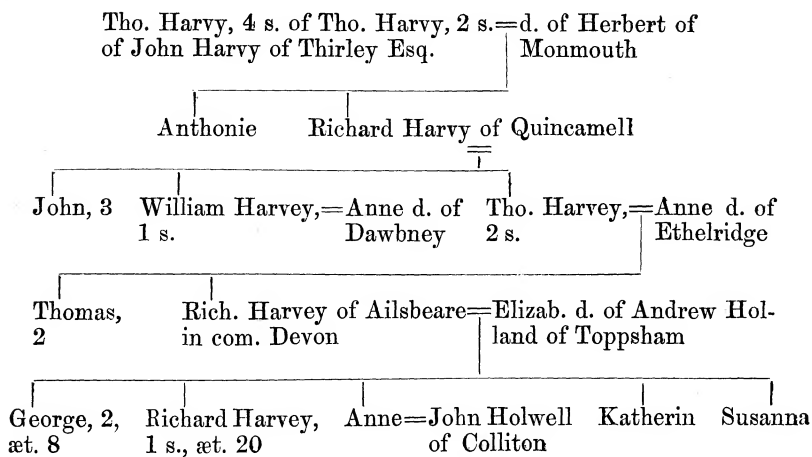 Tho. Harvy, 4 s. of Tho. Harvy, 2 s.=d. of Herbert of
of John Harvy of Thirley Esq. Monmouth
Anthonie Richard Harvy of Quincamell
=
John, 3 William Harvey,=Anne d. of Tho. Harvey,=Anne d. of
1 s. Dawbney 2 s. Ethelridge
Thomas, Rich. Harvey of Ailsbeare=Elizab. d. of Andrew Hol-
2 in com. Devon land of Toppsham
George, 2, Richard Harvey, Anne=John Holwell Katherin Susanna
æt. 8 1 s., æt. 20 of Colliton